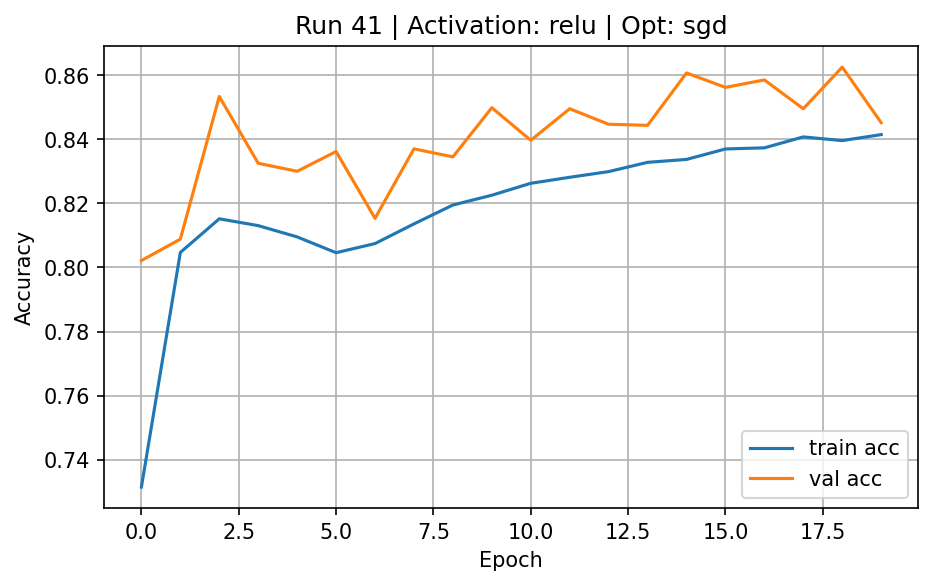 Run 41 | Activation: relu | Opt: sgd
0.86
0.84
0.82
0.80
0.78
0.76
0.74
Accuracy
train acc
val acc
0.0 2.5 5.0 7.5 10.0 12.5 15.0 17.5
Epoch